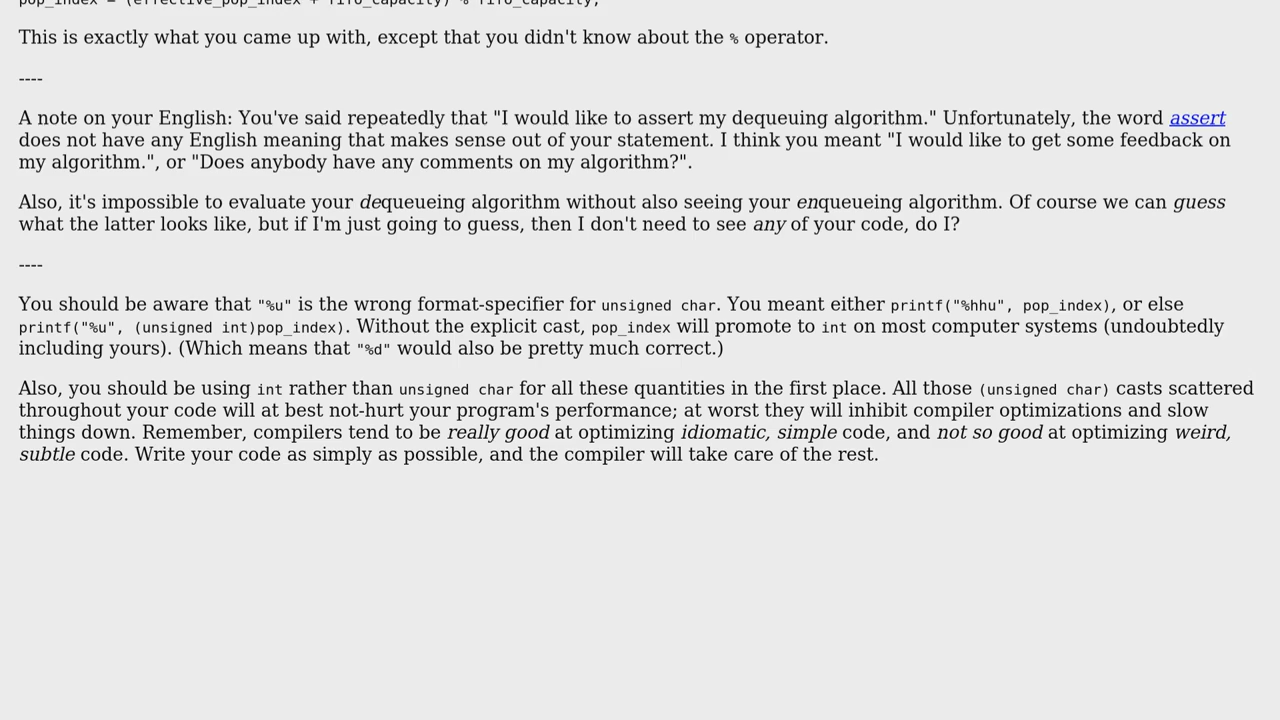 pop_index = (effective_pop_index + fifo_capacity) % fifo_capacity;
This is exactly what you came up with, except that you didn't know about the % operator.
----
A note on your English: You've said repeatedly that "I would like to assert my dequeuing algorithm." Unfortunately, the word assert
does not have any English meaning that makes sense out of your statement. I think you meant "I would like to get some feedback on
my algorithm.", or "Does anybody have any comments on my algorithm?".
Also, it's impossible to evaluate your dequeueing algorithm without also seeing your enqueueing algorithm. Of course we can guess
what the latter looks like, but if I'm just going to guess, then I don't need to see any of your code, do I?
----
You should be aware that "%u" is the wrong format-specifier for unsigned char. You meant either printf("%hhu", pop_index), or else
printf("%u", (unsigned int)pop_index). Without the explicit cast, pop_index will promote to int on most computer systems (undoubtedly
including yours). (Which means that "%d" would also be pretty much correct.)
Also, you should be using int rather than unsigned char for all these quantities in the first place. All those (unsigned char) casts scattered
throughout your code will at best not-hurt your program's performance; at worst they will inhibit compiler optimizations and slow
things down. Remember, compilers tend to be really good at optimizing idiomatic, simple code, and not so good at optimizing weird,
subtle code. Write your code as simply as possible, and the compiler will take care of the rest.